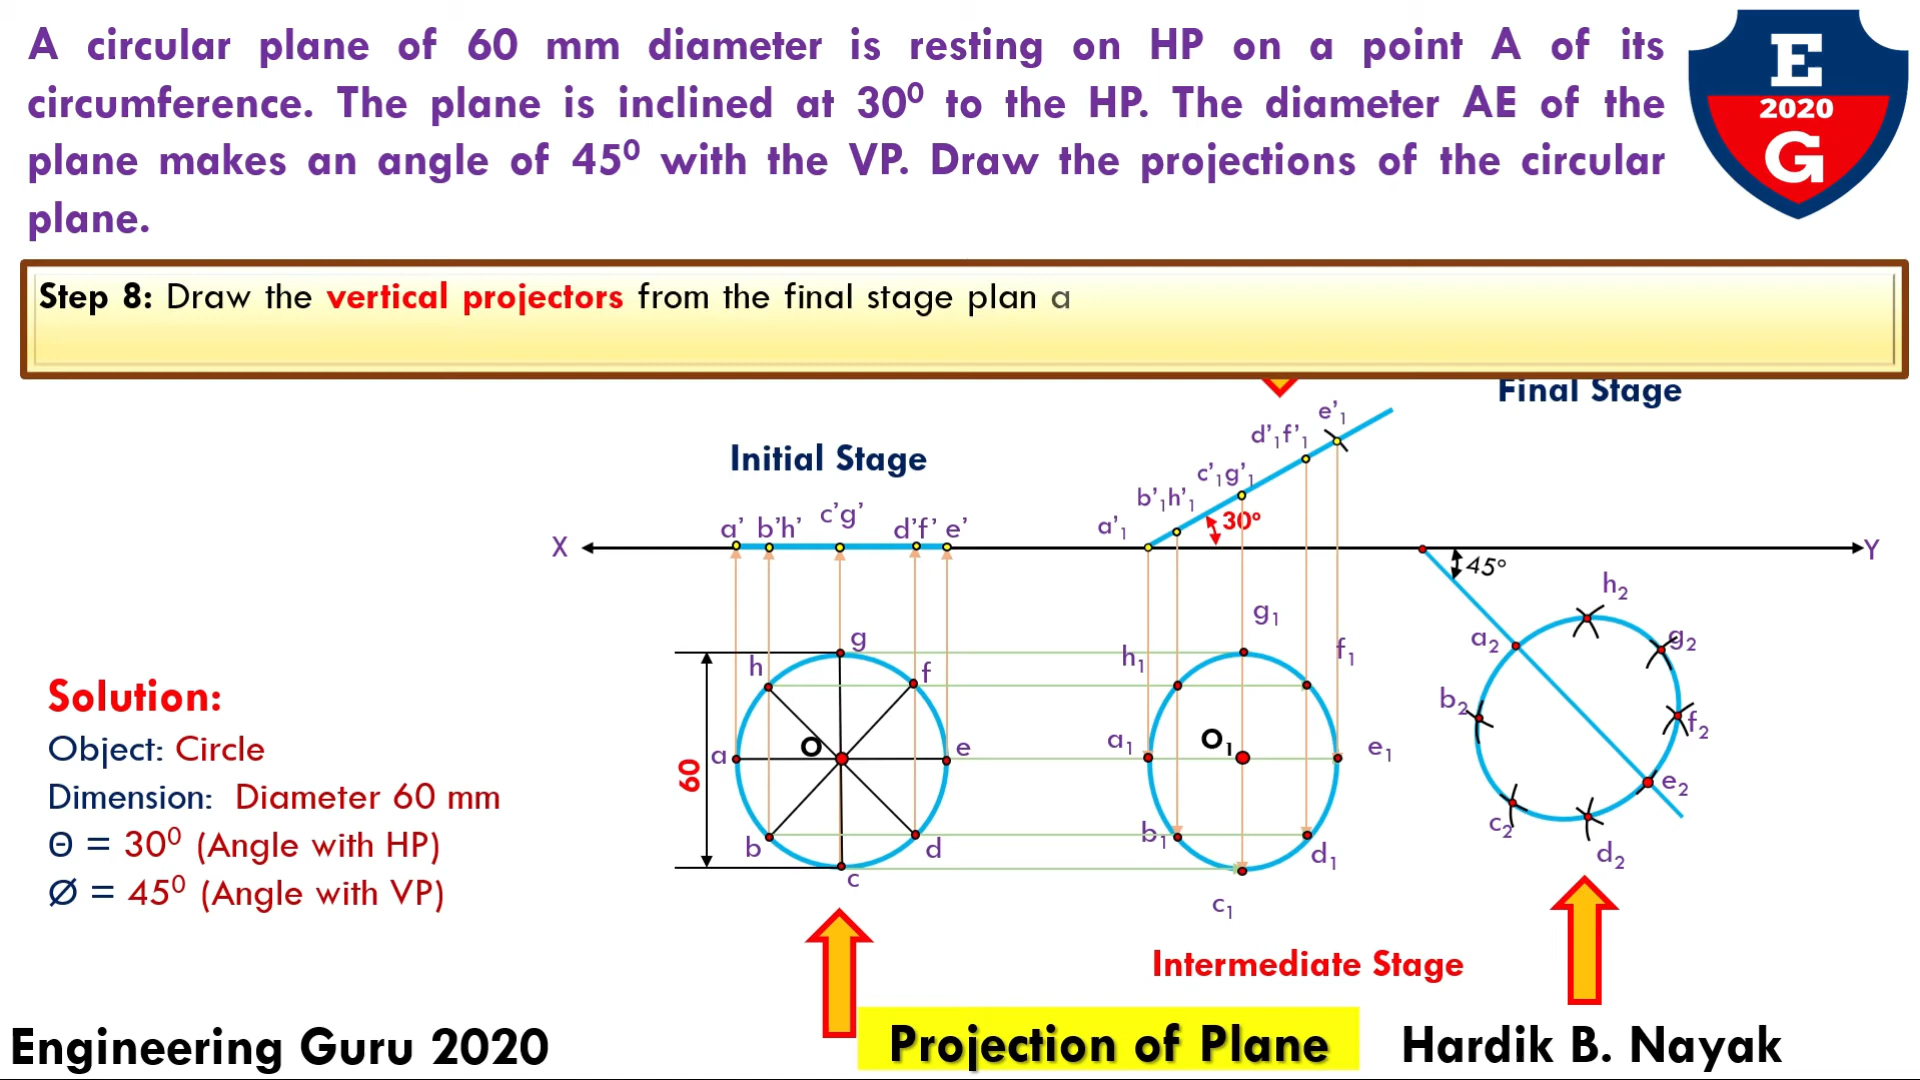 A circular plane of 60 mm diameter is resting on HP on a point A of its
circumference. The plane is inclined at 30⁰ to the HP. The diameter AE of the
plane makes an angle of 45⁰ with the VP. Draw the projections of the circular
plane.
E
2020
G
Step 8: Draw the vertical projectors from the final stage plan a
Final Stage
Initial Stage
e'₁
d'₁f'₁
c'₁g'₁
b'₁h'₁
a'₁
30°
a' b'h' c'g' d'f' e'
X
Y
45°
g
h
f
a
O
e
b
d
c
60
g₁
h₁
f₁
a₁
O₁
e₁
b₁
d₁
c₁
h₂
a₂
g₂
b₂
f₂
e₂
c₂
d₂
Solution:
Object: Circle
Dimension: Diameter 60 mm
Θ = 30⁰ (Angle with HP)
Ø = 45⁰ (Angle with VP)
Intermediate Stage
Engineering Guru 2020
Projection of Plane
Hardik B. Nayak